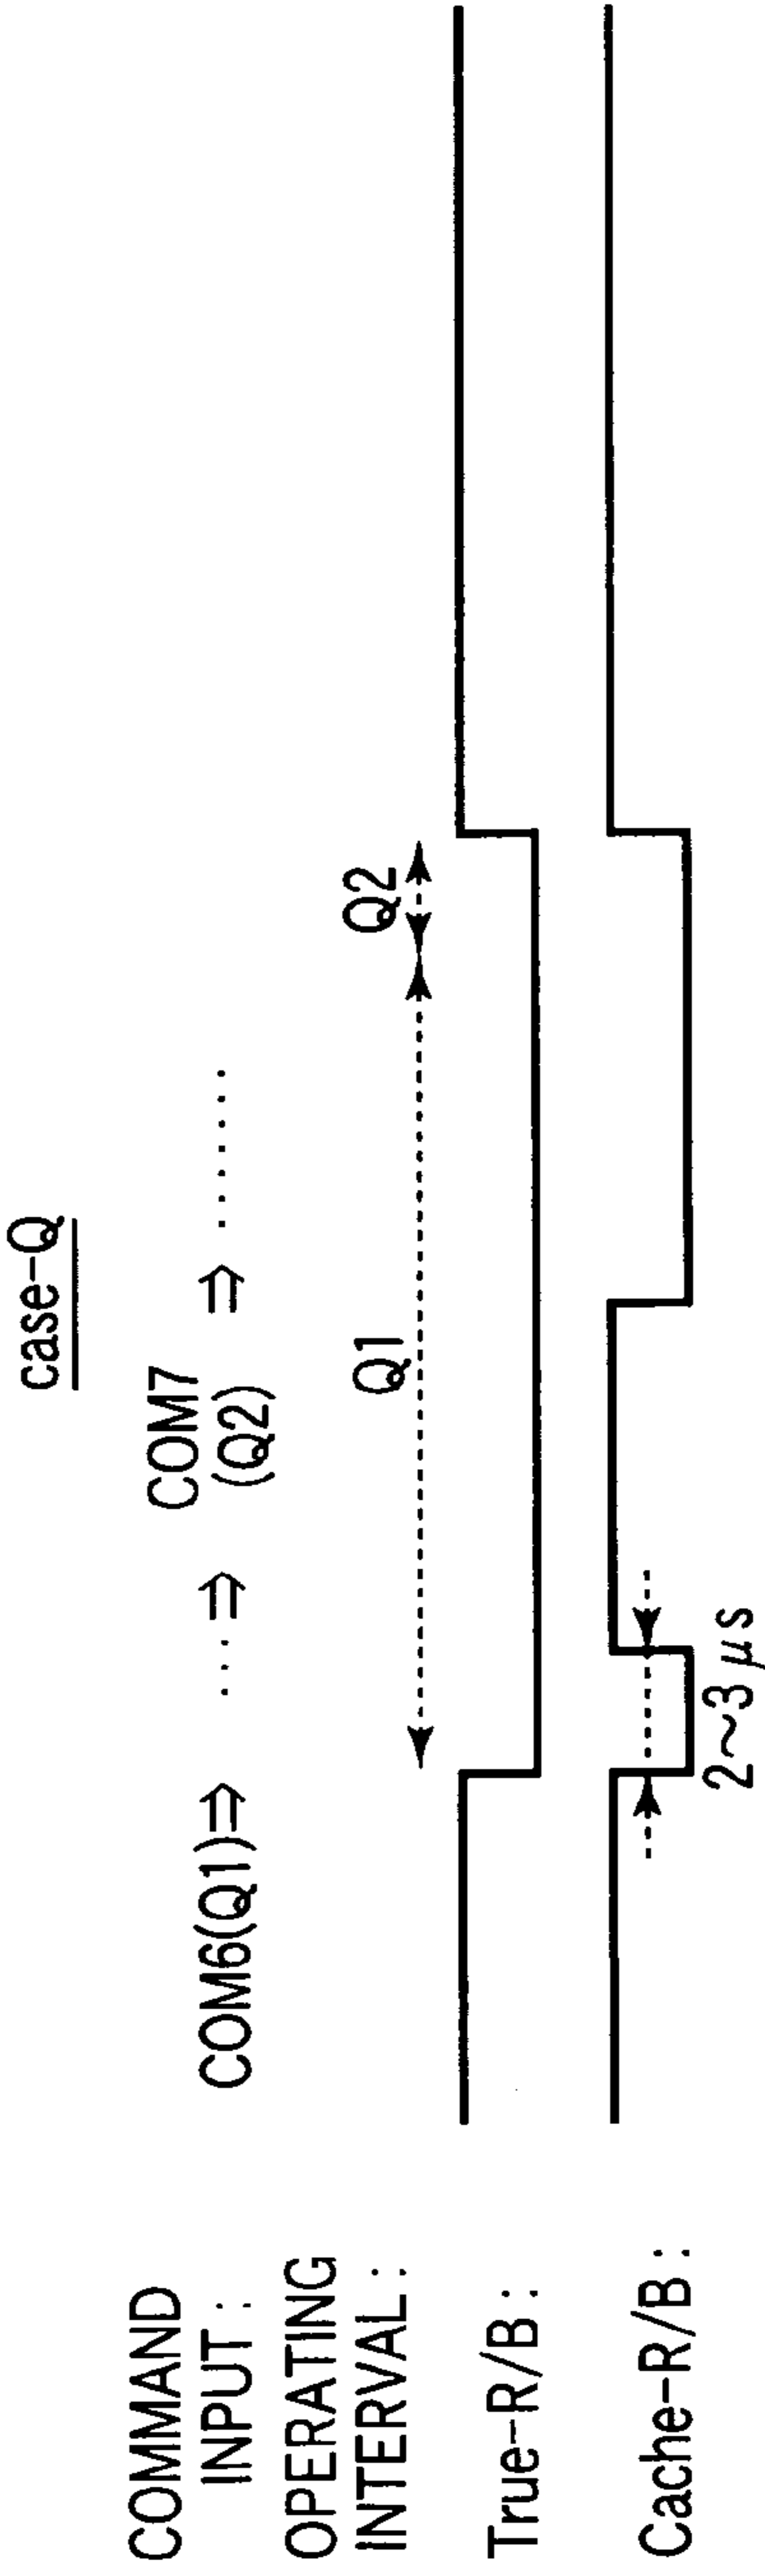 case-Q
COMMAND INPUT :
COM6(Q1)⇒ ··· ⇒ COM7 (Q2) ⇒ ·······
OPERATING INTERVAL :
Q1
Q2
True-R/B :
Cache-R/B :
2~3 μs